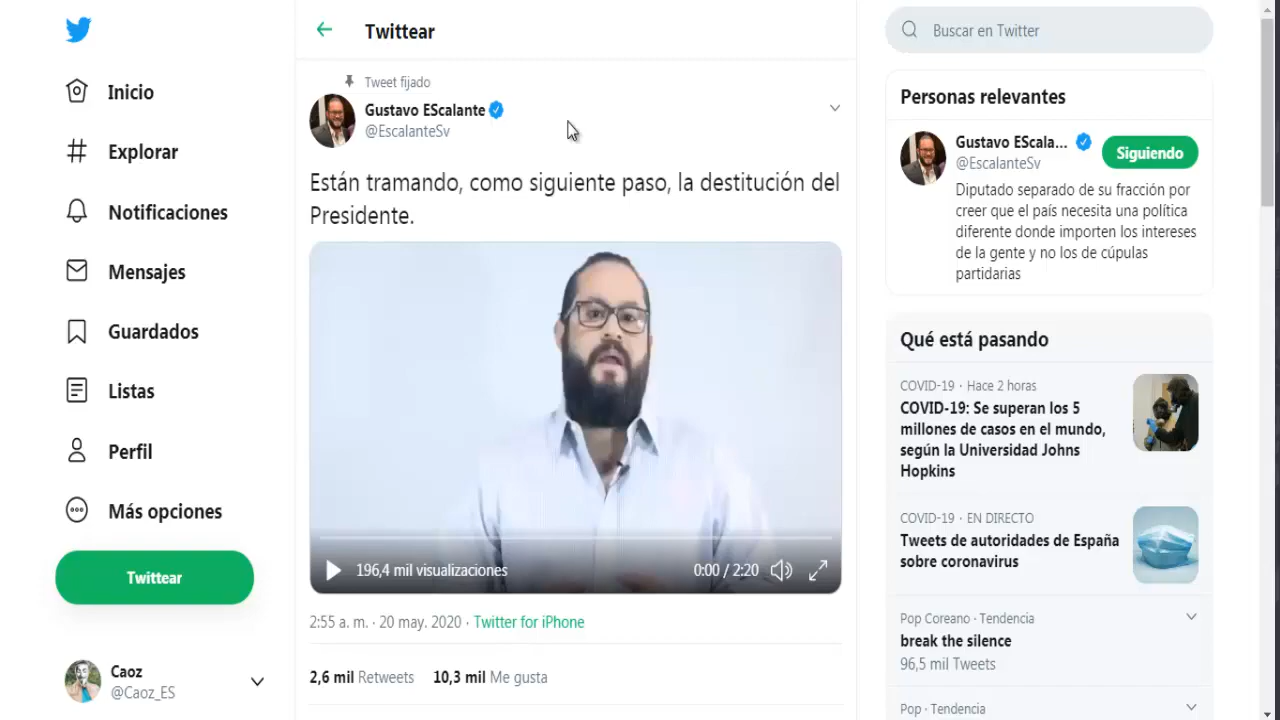 Inicio
Explorar
Notificaciones
Mensajes
Guardados
Listas
Perfil
Más opciones
Twittear
Caoz
@Caoz_ES
Twittear
Tweet fijado
Gustavo EScalante
@EscalanteSv
Están tramando, como siguiente paso, la destitución del
Presidente.
196,4 mil visualizaciones
0:00 / 2:20
2:55 a. m. · 20 may. 2020 · Twitter for iPhone
2,6 mil Retweets 10,3 mil Me gusta
Buscar en Twitter
Personas relevantes
Gustavo EScala...
@EscalanteSv
Siguiendo
Diputado separado de su fracción por
creer que el país necesita una política
diferente donde importen los intereses
de la gente y no los de cúpulas
partidarias
Qué está pasando
COVID-19 · Hace 2 horas
COVID-19: Se superan los 5
millones de casos en el mundo,
según la Universidad Johns
Hopkins
COVID-19 · EN DIRECTO
Tweets de autoridades de España
sobre coronavirus
Pop Coreano · Tendencia
break the silence
96,5 mil Tweets
Pop · Tendencia